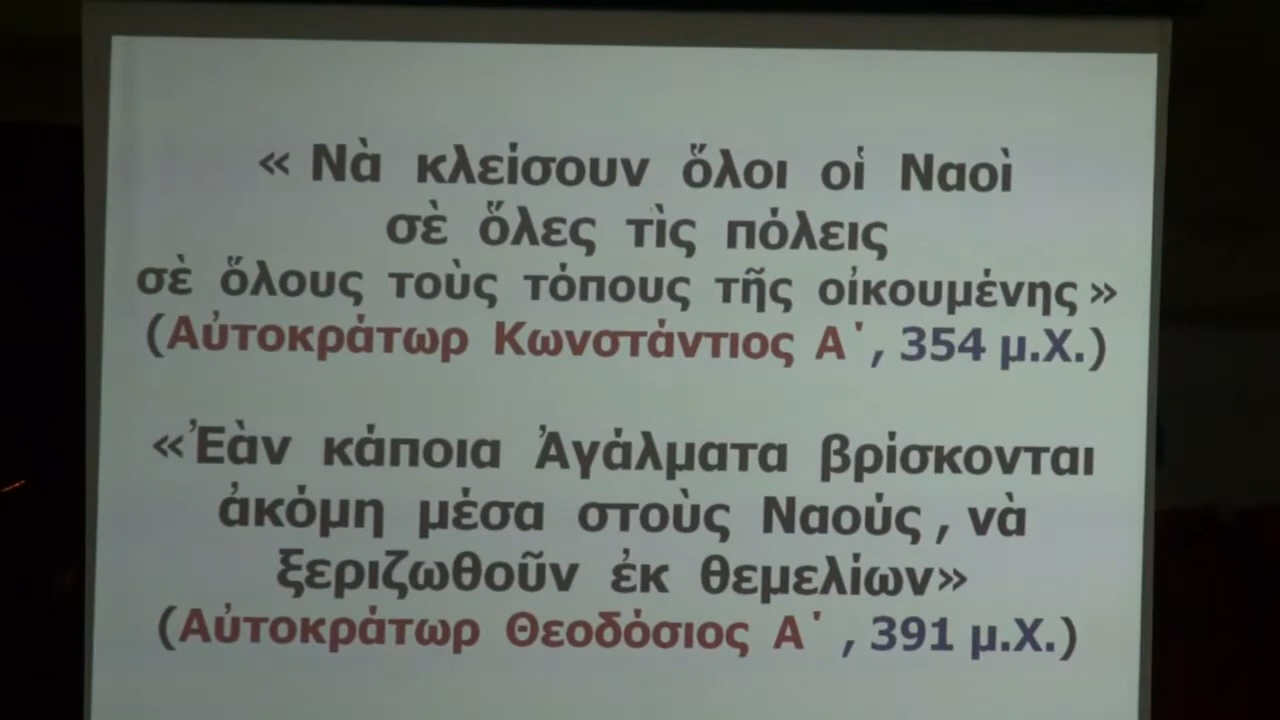 « Νὰ κλείσουν ὅλοι οἱ Ναοὶ
σὲ ὅλες τὶς πόλεις
σὲ ὅλους τοὺς τόπους τῆς οἰκουμένης »
(Αὐτοκράτωρ Κωνστάντιος Α΄, 354 μ.Χ.)
«Ἐὰν κάποια Ἀγάλματα βρίσκονται
ἀκόμη μέσα στοὺς Ναούς , νὰ
ξεριζωθοῦν ἐκ θεμελίων»
(Αὐτοκράτωρ Θεοδόσιος Α΄ , 391 μ.Χ.)